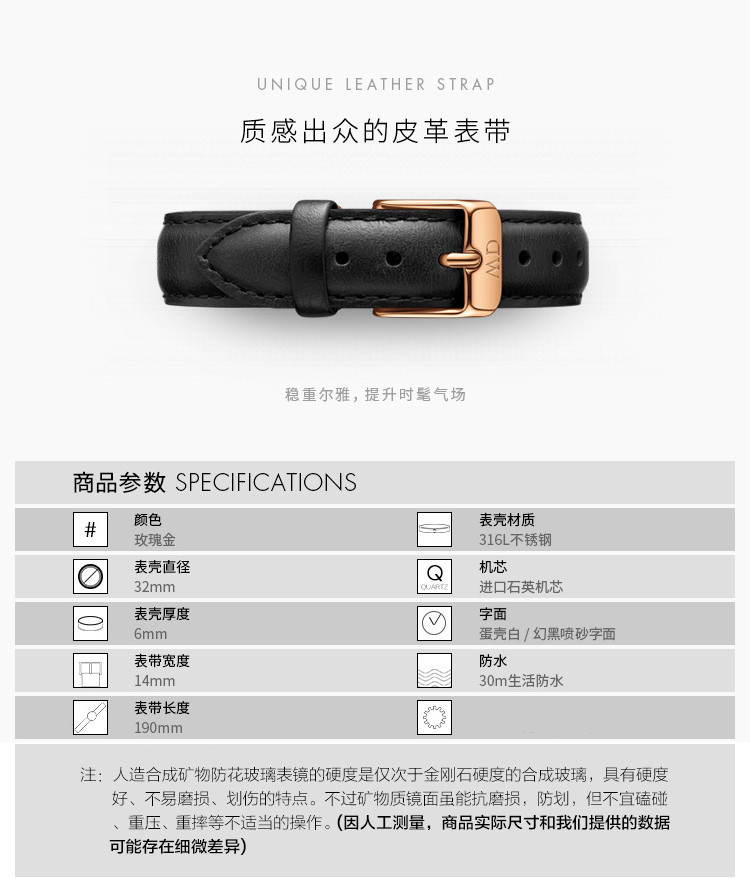 UNIQUE LEATHER STRAP
质感出众的皮革表带
稳重尔雅，提升时髦气场
商品参数 SPECIFICATIONS
#
颜色
玫瑰金
表壳材质
316L不锈钢
表壳直径
32mm
Q
QUARTZ
机芯
进口石英机芯
表壳厚度
6mm
字面
蛋壳白 / 幻黑喷砂字面
表带宽度
14mm
防水
30m生活防水
表带长度
190mm
注：人造合成矿物防花玻璃表镜的硬度是仅次于金刚石硬度的合成玻璃，具有硬度
好、不易磨损、划伤的特点。不过矿物质镜面虽能抗磨损，防划，但不宜磕碰
、重压、重摔等不适当的操作。(因人工测量，商品实际尺寸和我们提供的数据
可能存在细微差异)